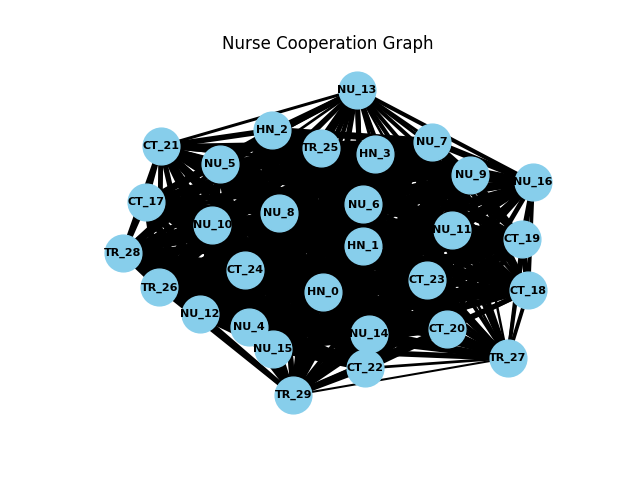 Nurse Cooperation Graph
NU_13
HN_2
NU_7
CT_21
TR_25
HN_3
NU_5
NU_9
NU_16
CT_17
NU_6
NU_8
NU_10
NU_11
CT_19
HN_1
TR_28
CT_24
CT_23
TR_26
HN_0
CT_18
NU_12
NU_4
CT_20
NU_14
NU_15
TR_27
CT_22
TR_29